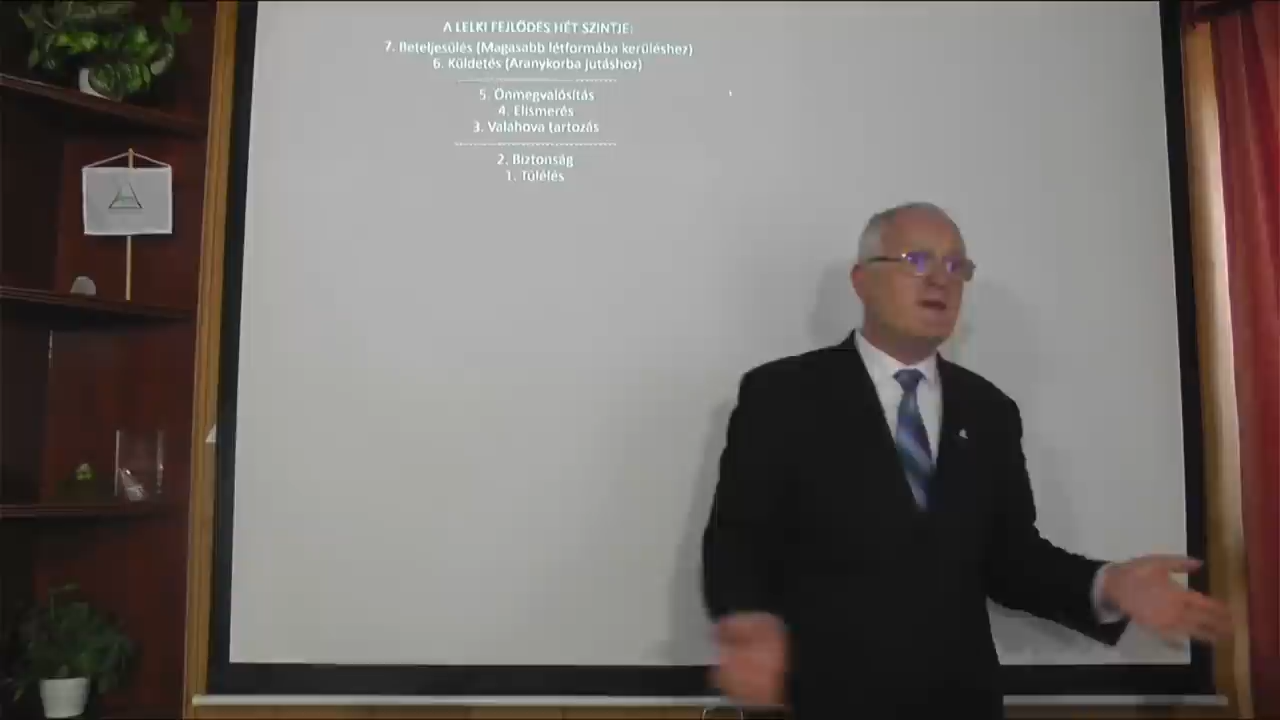 A LELKI FEJLŐDÉS HÉT SZINTJE:
7. Beteljesülés (Magasabb létformába kerüléshez)
6. Küldetés (Aranykorba jutáshoz)
5. Önmegvalósítás
4. Elismerés
3. Valahova tartozás
2. Biztonság
1. Túlélés